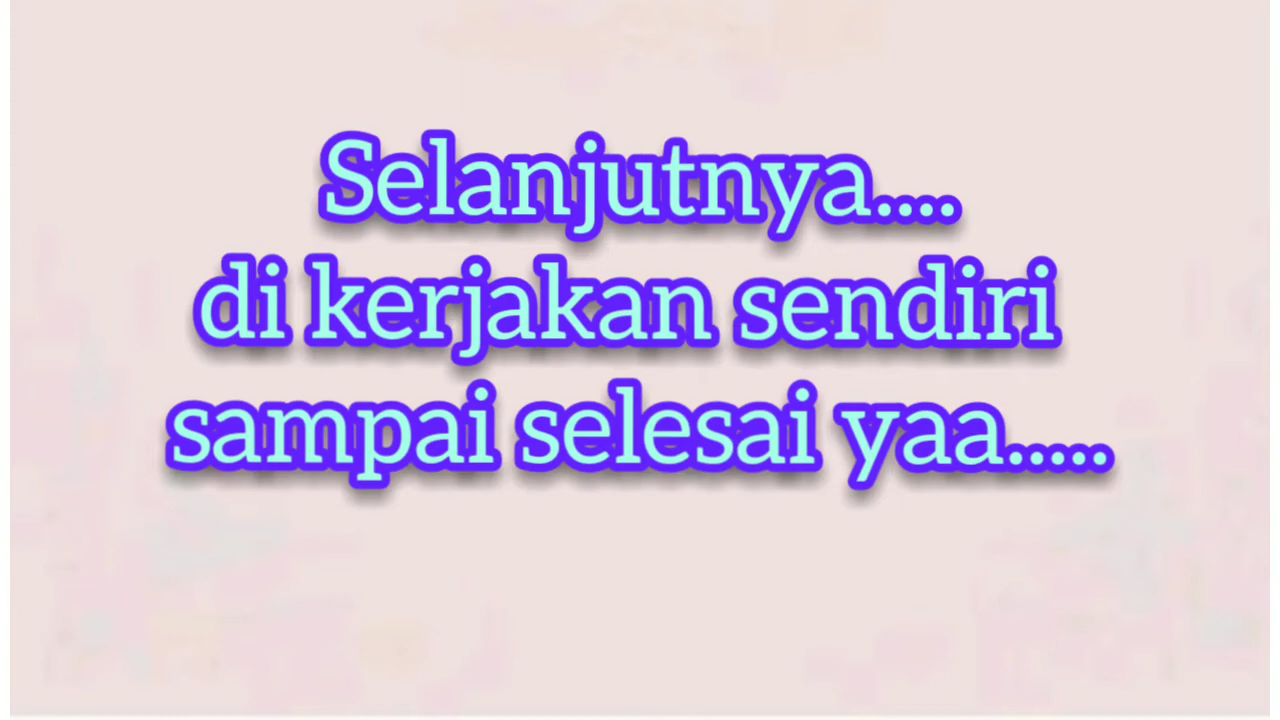 Selanjutnya....
di kerjakan sendiri
sampai selesai yaa.....